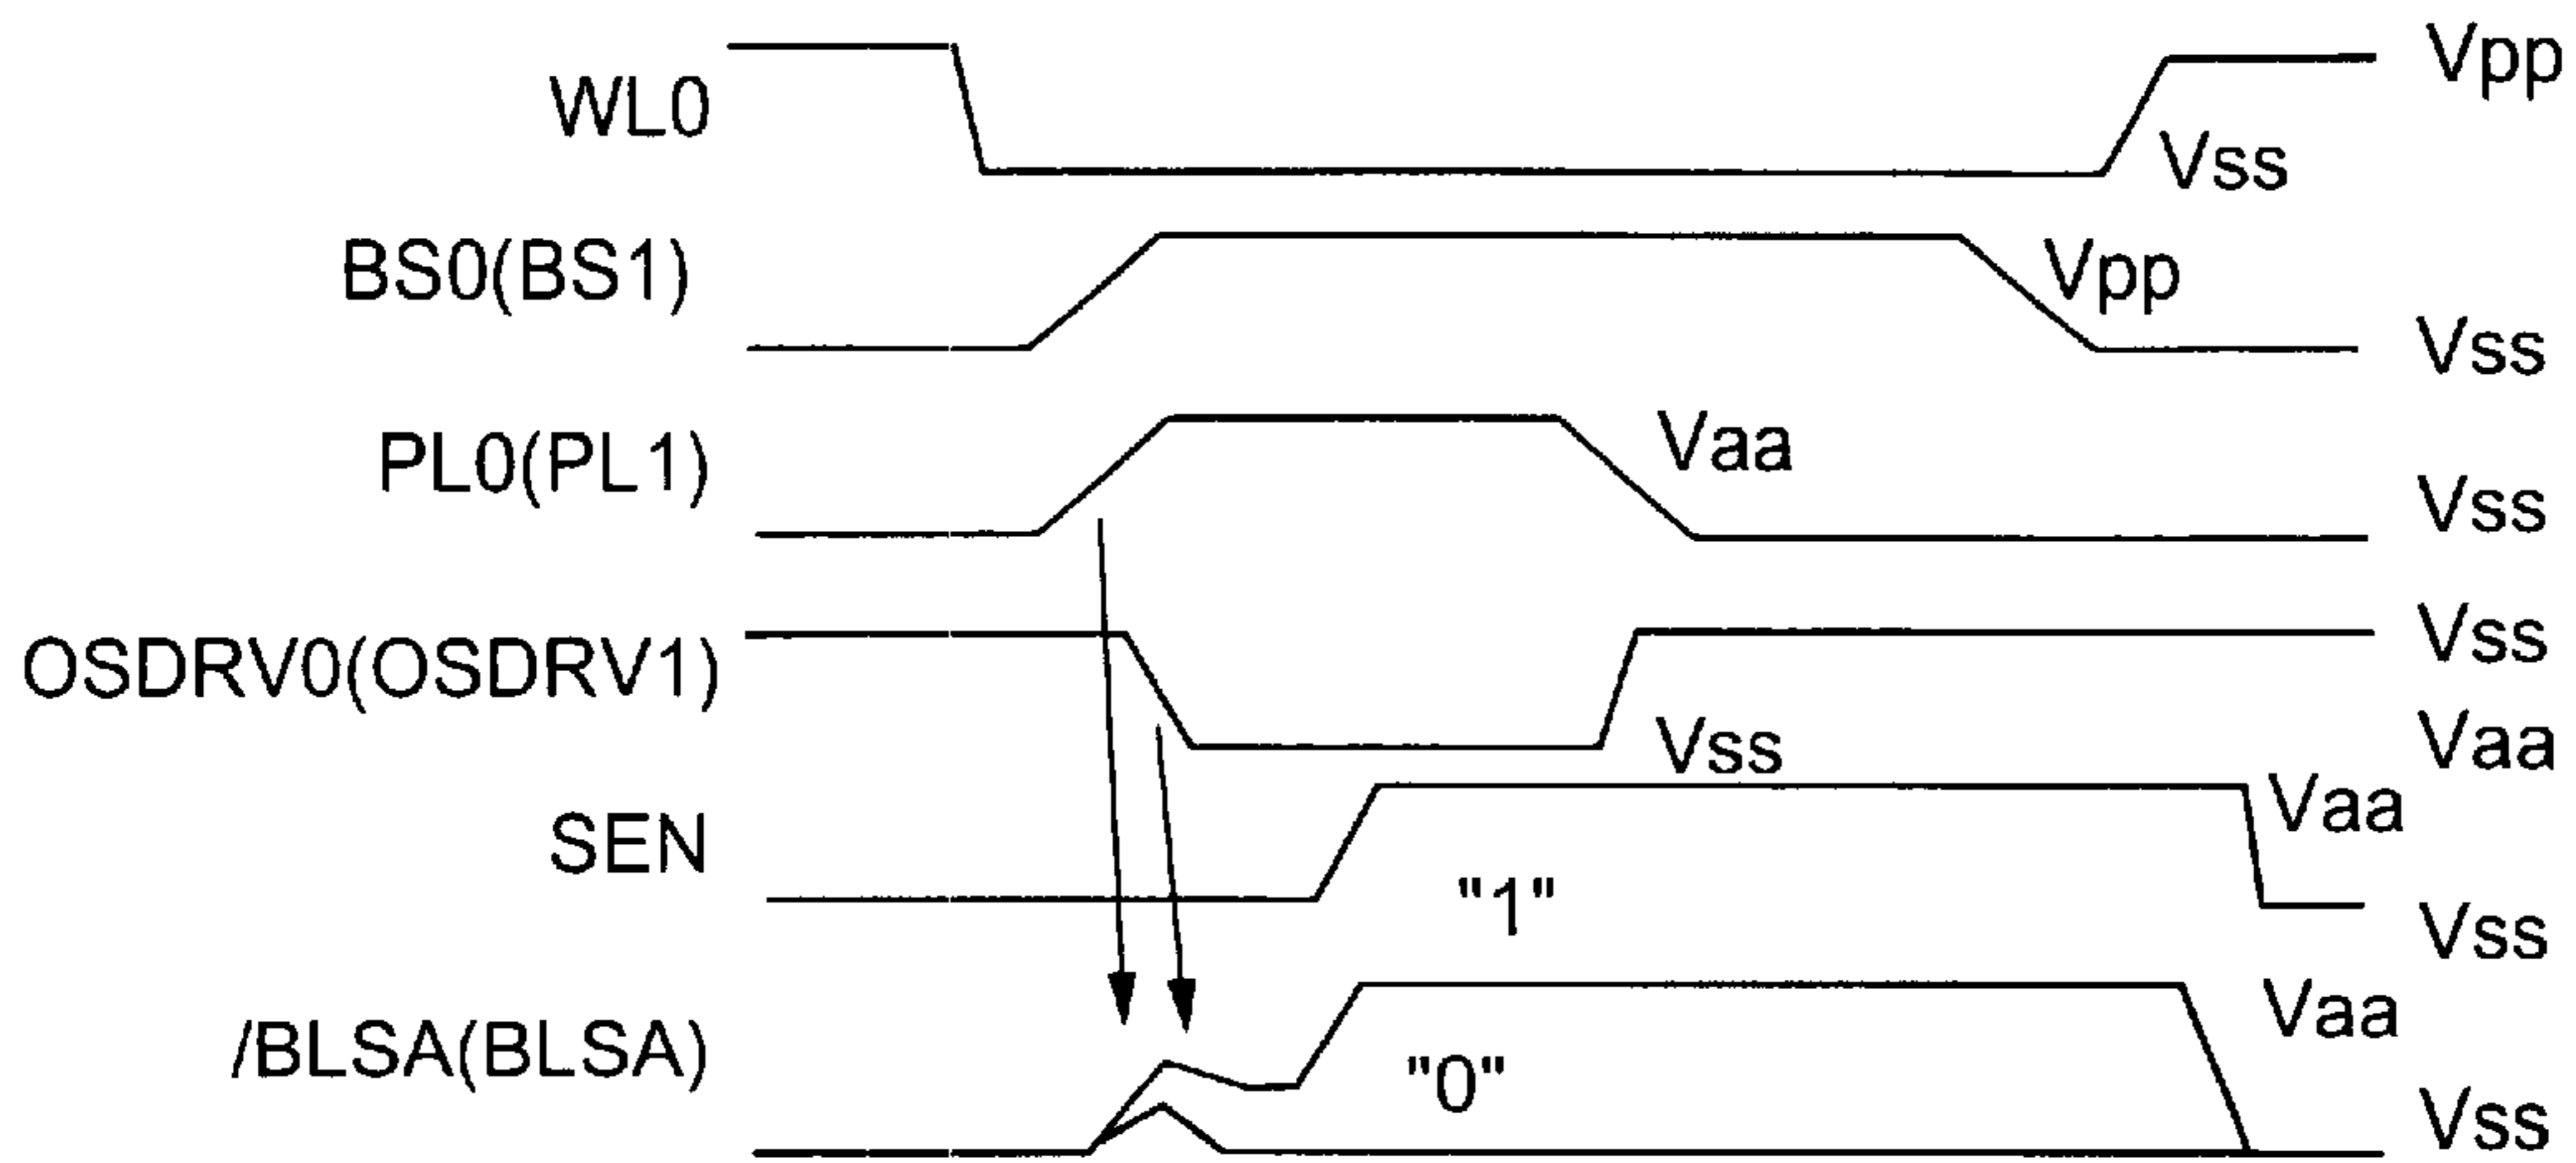 Vpp
WL0
Vss
BS0(BS1)
Vpp
Vss
PL0(PL1)
Vaa
Vss
OSDRV0(OSDRV1)
Vss
Vss
Vaa
SEN
Vaa
"1"
Vss
/BLSA(BLSA)
"0"
Vaa
Vss